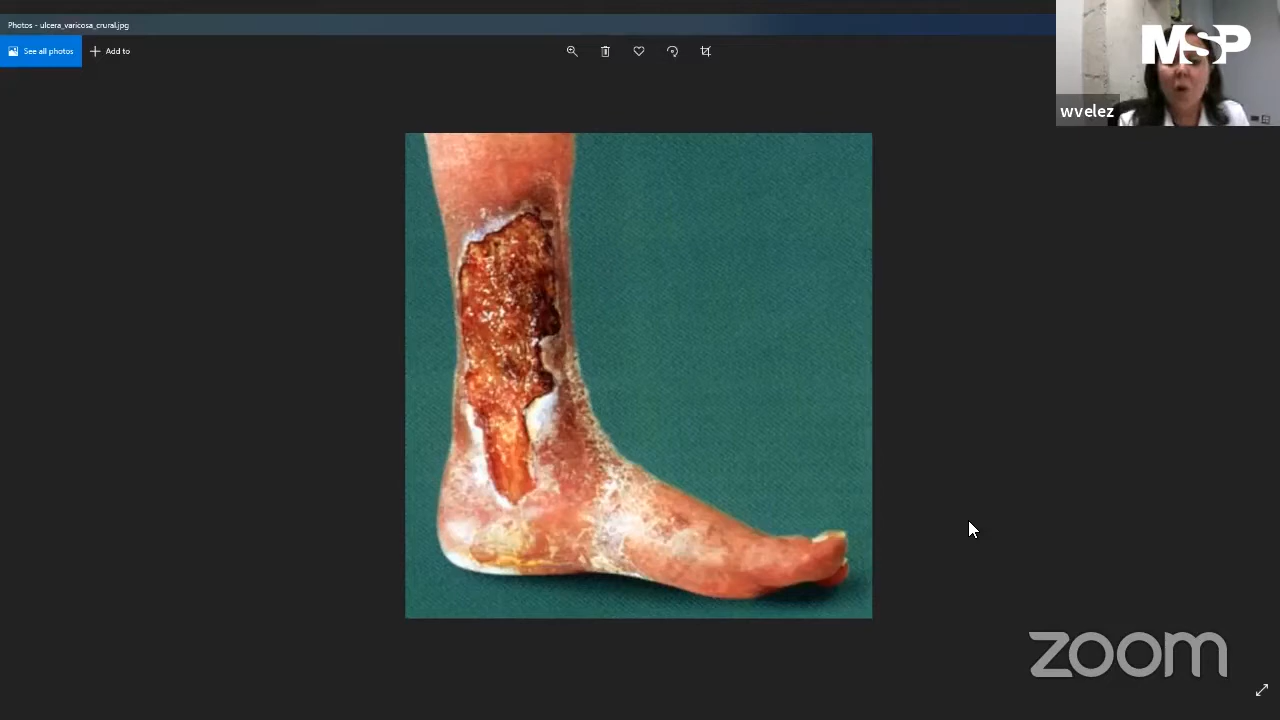 Photos - ulcera_varicosa_crural.jpg
See all photos
Add to
MSP
wvelez
zoom